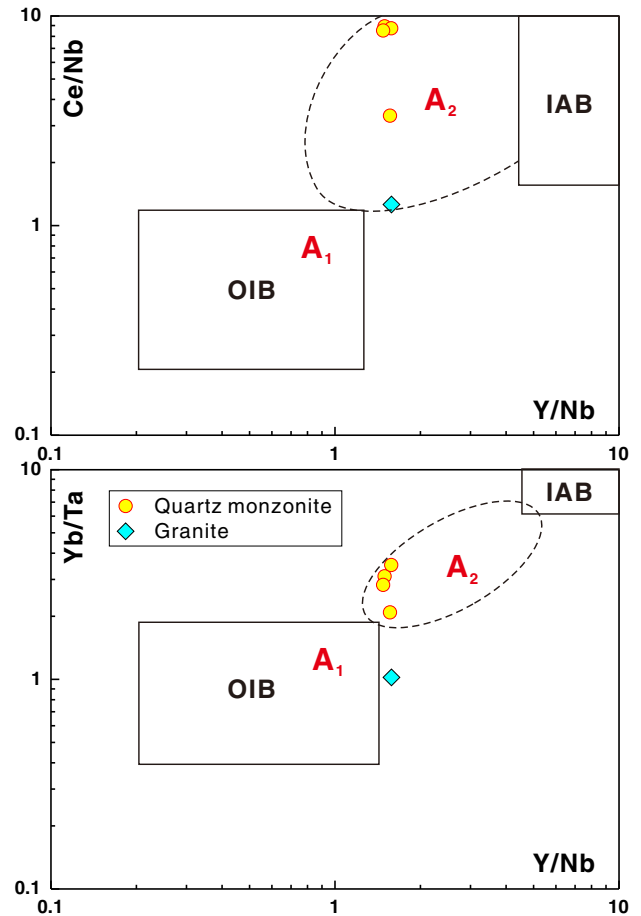 Ce/Nb
10
1
0.1
A2
IAB
A1
OIB
Y/Nb
0.1
1
10
Yb/Ta
10
1
0.1
Quartz monzonite
Granite
IAB
A2
A1
OIB
Y/Nb
0.1
1
10